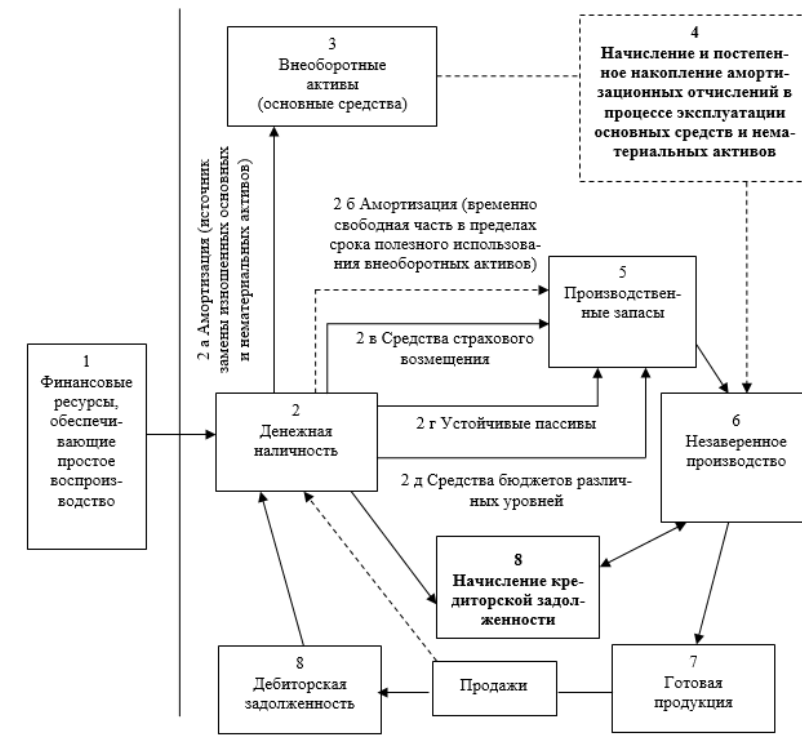 3
Внеоборотные
активы
(основные средства)
4
Начисление и постепен-
ное накопление аморти-
зационных отчислений в
процессе эксплуатации
основных средств и нема-
териальных активов
2 а Амортизация (источник
замены изношенных основных
и нематериальных активов)
2 б Амортизация (временно
свободная часть в пределах
срока полезного использова-
ния внеоборотных активов)
5
Производствен-
ные запасы
2 в Средства страхового
возмещения
1
Финансовые
ресурсы,
обеспечи-
вающие
простое
воспроиз-
водство
2
Денежная
наличность
2 г Устойчивые пассивы
6
Незаверенное
производство
2 д Средства бюджетов различ-
ных уровней
8
Начисление кре-
диторской задол-
женности
8
Дебиторская
задолженность
Продажи
7
Готовая
продукция